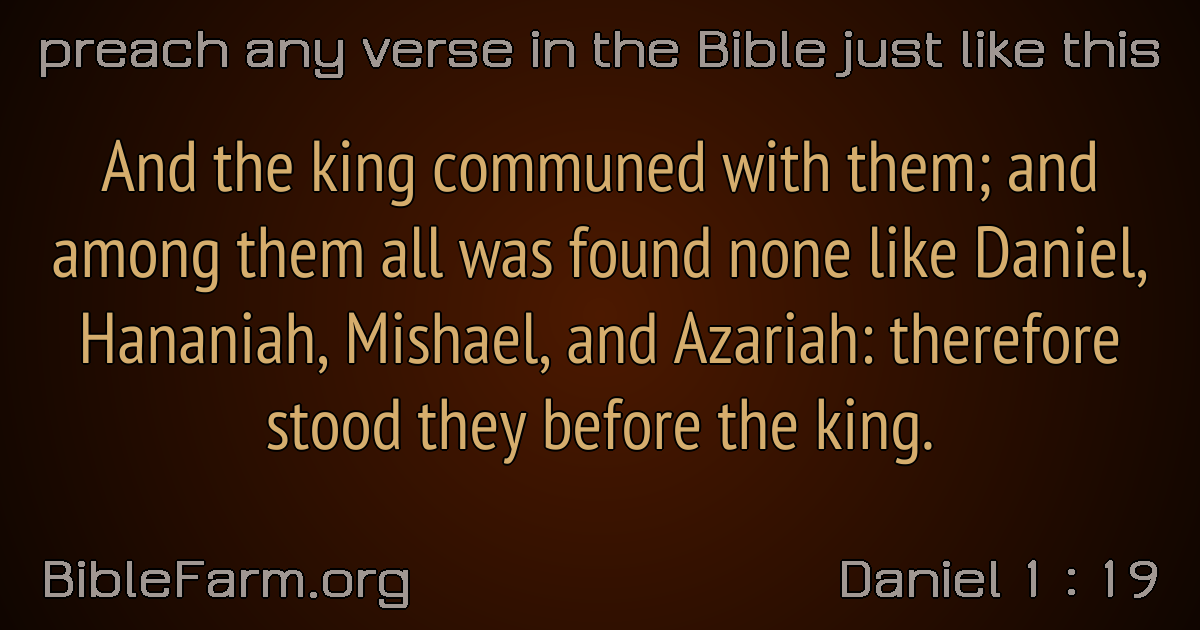 preach any verse in the Bible just like this
And the king communed with them; and
among them all was found none like Daniel,
Hananiah, Mishael, and Azariah: therefore
stood they before the king.
BibleFarm.org
Daniel 1 : 19